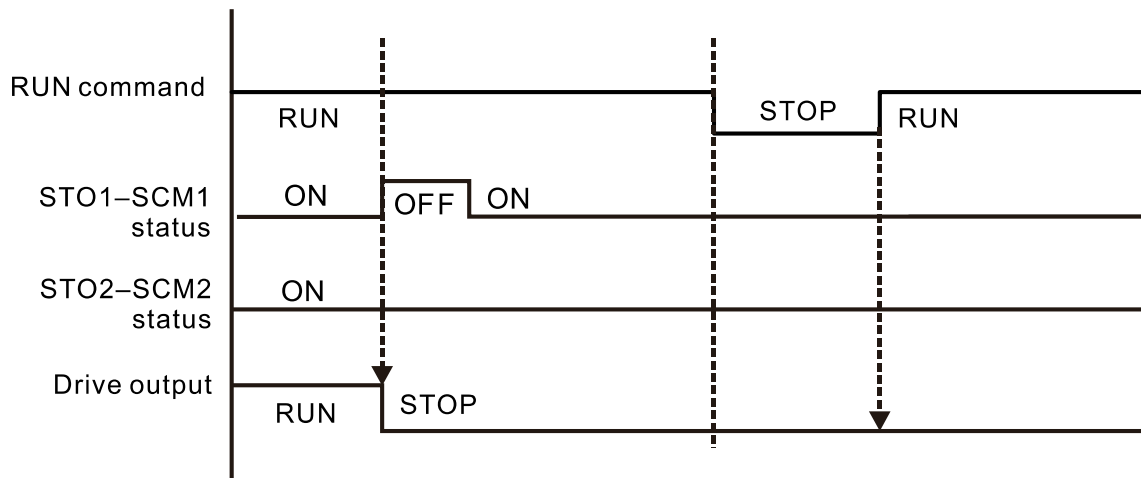 RUN command
RUN
STOP
RUN
STO1–SCM1
status
ON
OFF
ON
STO2–SCM2
status
ON
Drive output
RUN
STOP